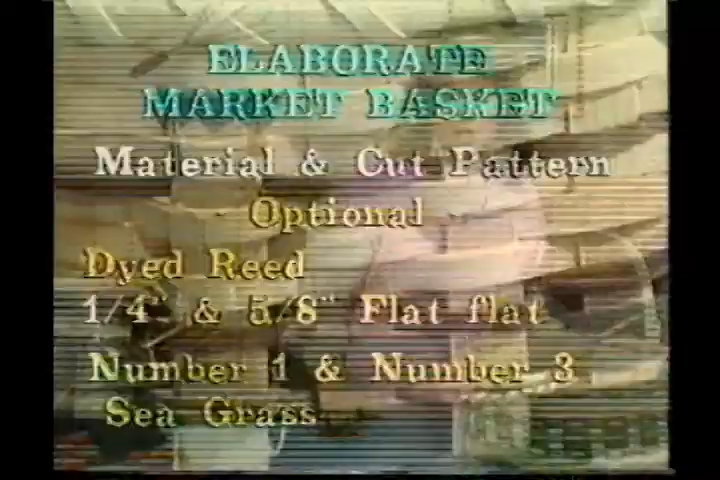 ELABORATE
MARKET BASKET
Material & Cut Pattern
Optional
Dyed Reed
1/4" & 5/8" Flat flat
Number 1 & Number 3
Sea Grass